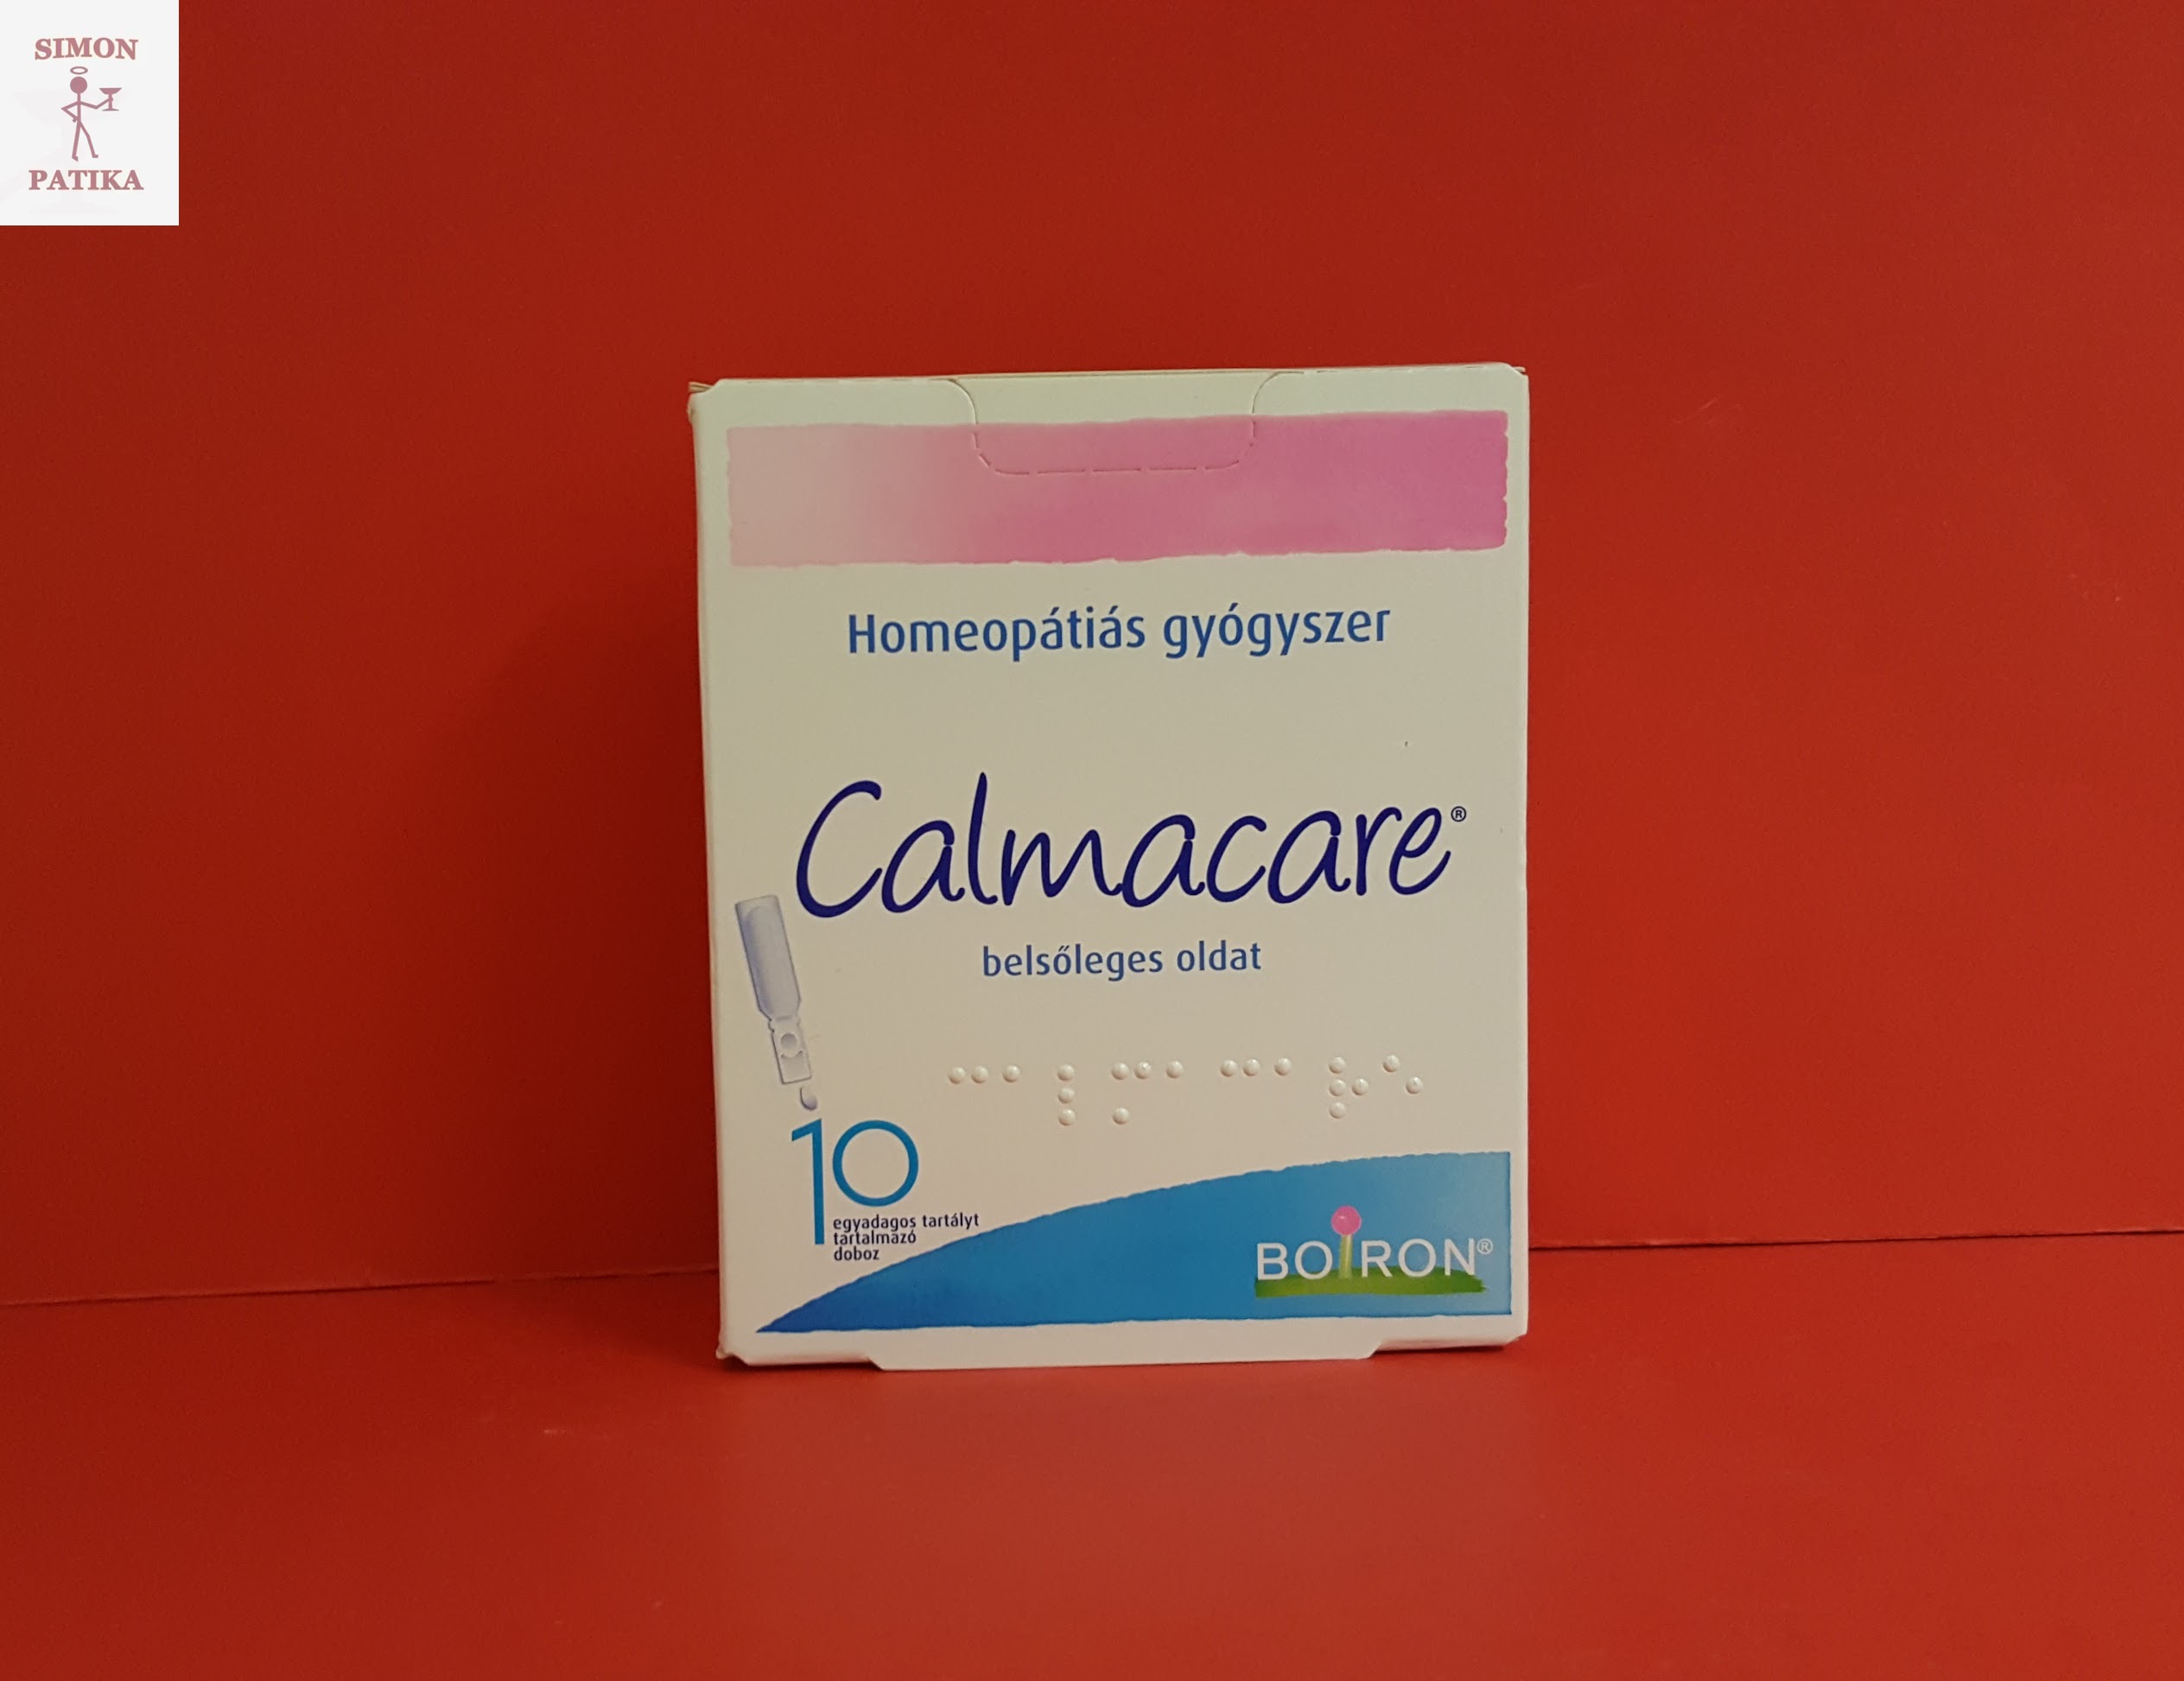 SIMON
PATIKA
Homeopátiás gyógyszer
Calmacare®
belsőleges oldat
10
egyadagos tartályt
tartalmazó
doboz
BOIRON®